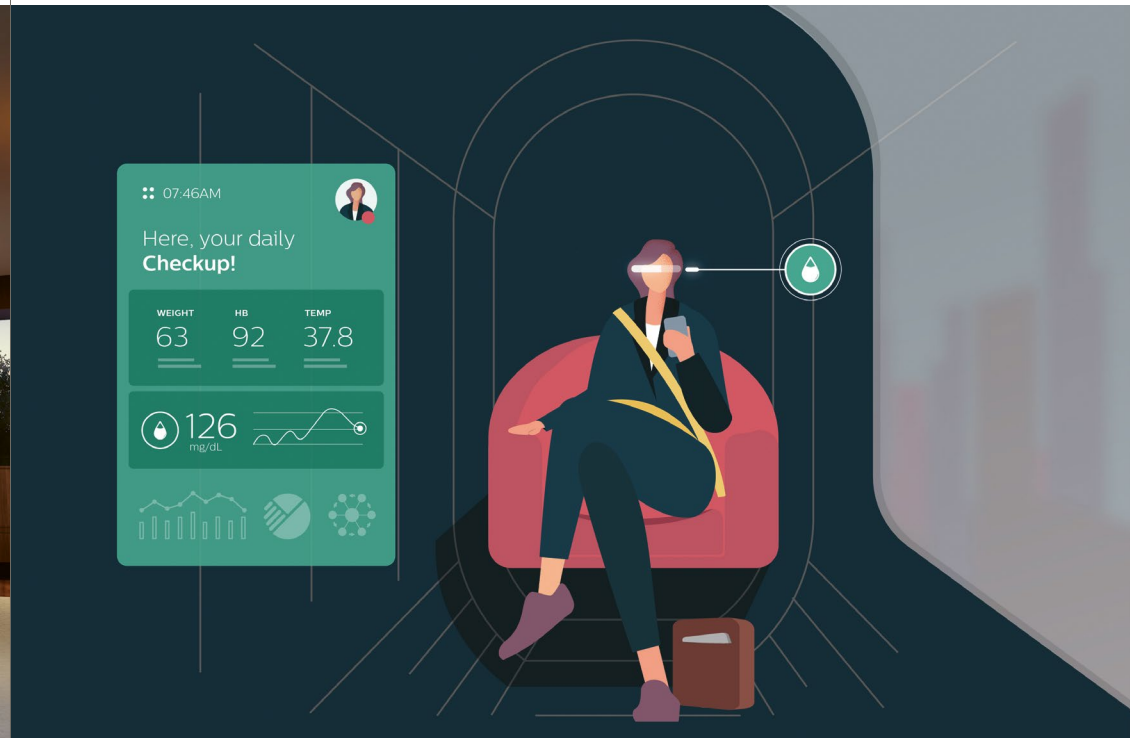 07:46AM
Here, your daily
Checkup!
WEIGHT HB TEMP
63 92 37.8
126
mg/dL